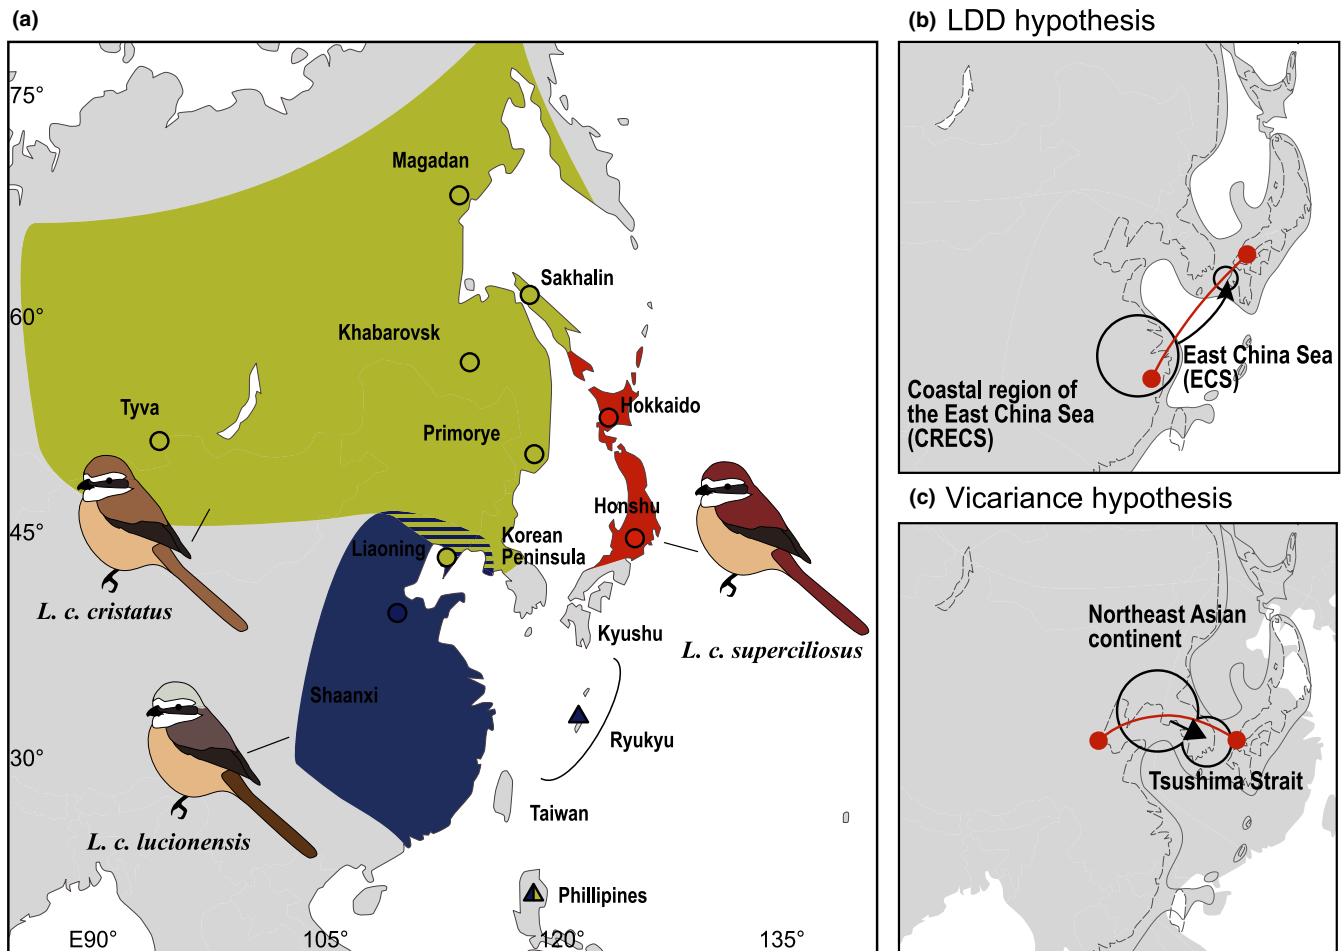 (a)
75°
60°
45°
30°
E90°
105°
120°
135°
Magadan
Sakhalin
Khabarovsk
Tyva
Primorye
Hokkaido
Honshu
Liaoning
Korean
Peninsula
L. c. cristatus
Kyushu
L. c. superciliosus
Shaanxi
Ryukyu
Taiwan
L. c. lucionensis
Phillipines
(b) LDD hypothesis
East China Sea
(ECS)
Coastal region of
the East China Sea
(CRECS)
(c) Vicariance hypothesis
Northeast Asian
continent
Tsushima Strait